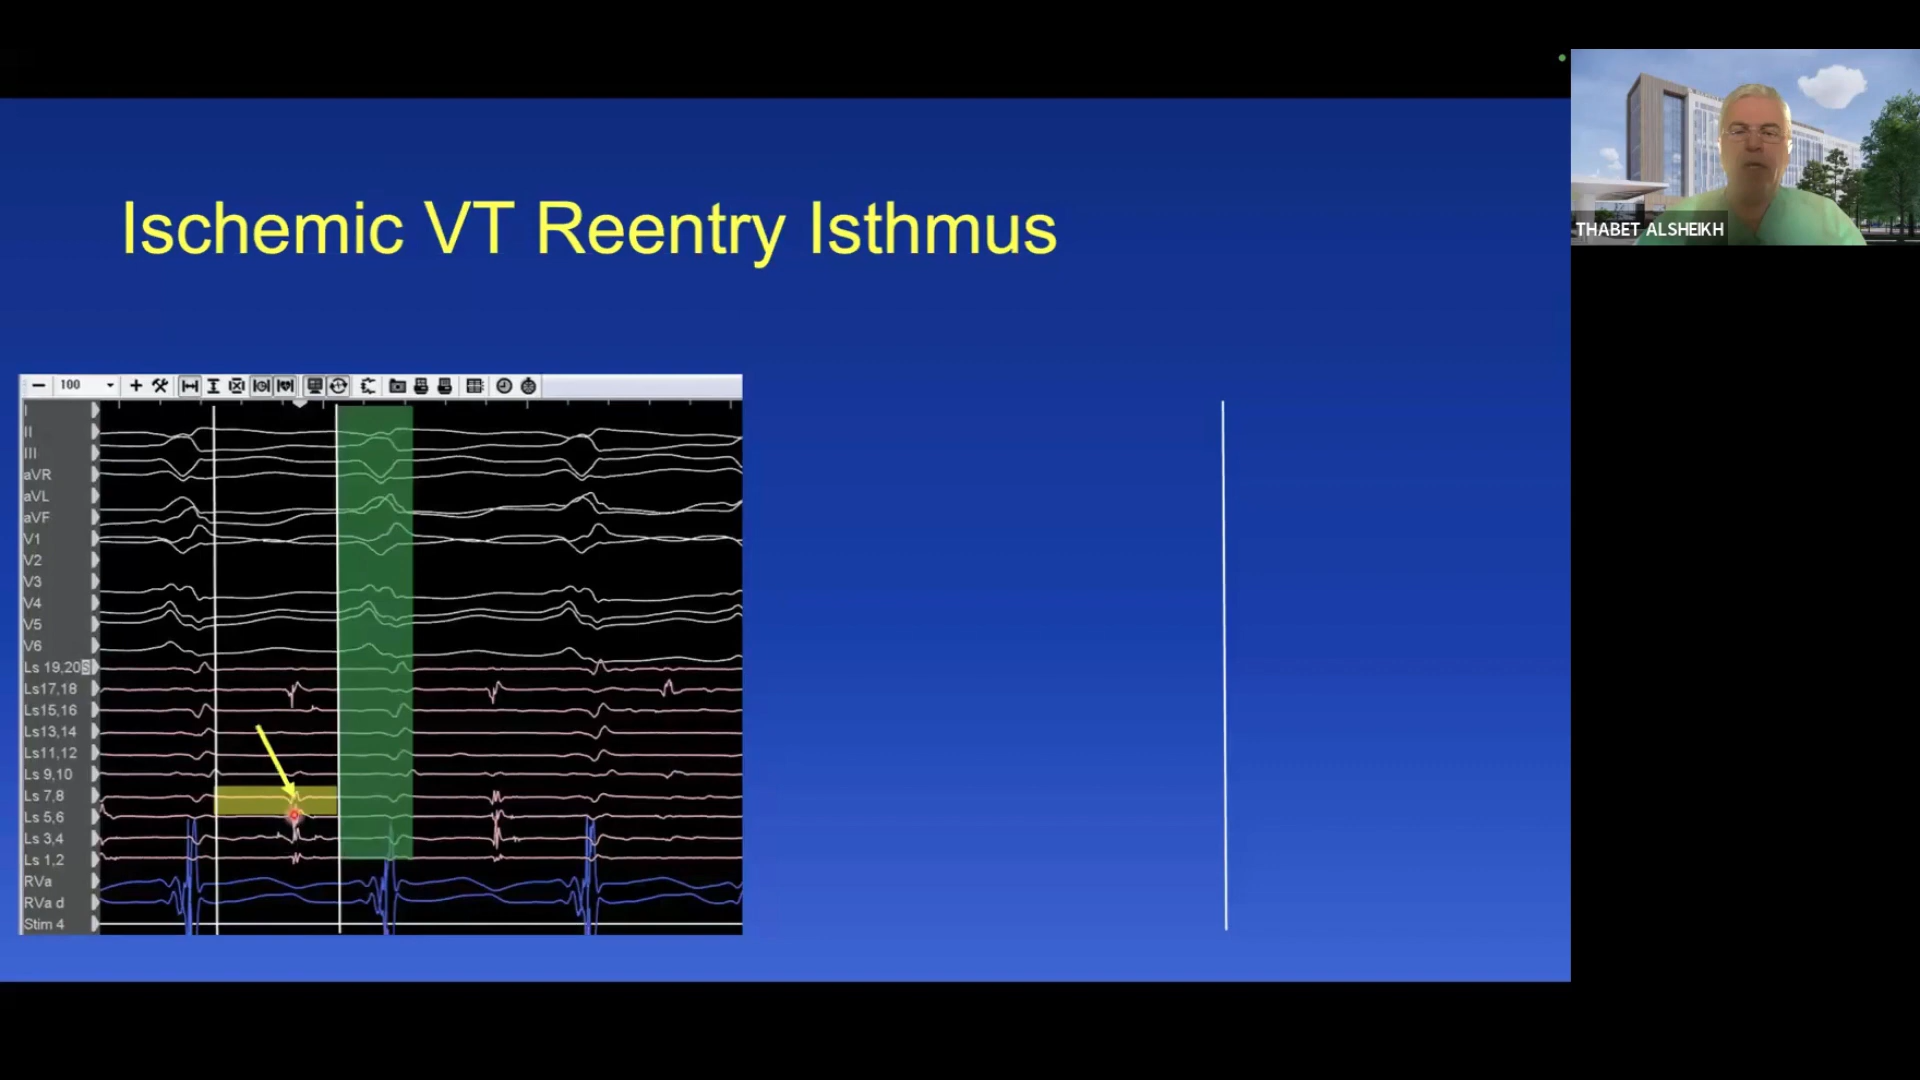 Ischemic VT Reentry Isthmus
THABET ALSHEIKH
100
I
II
III
aVR
aVL
aVF
V1
V2
V3
V4
V5
V6
Ls 19,20 S
Ls17,18
Ls15,16
Ls13,14
Ls11,12
Ls 9,10
Ls 7,8
Ls 5,6
Ls 3,4
Ls 1,2
RVa
RVa d
Stim 4